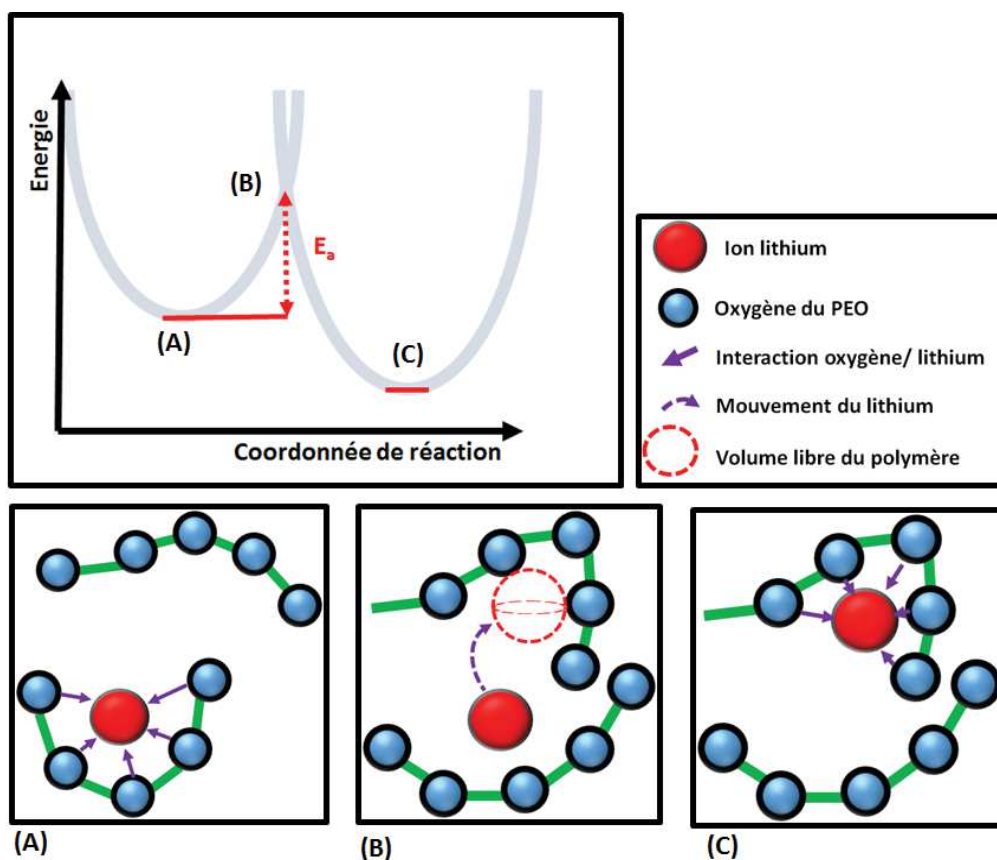 Energie
(B)
Eₐ
(A)
(C)
Coordonnée de réaction
Ion lithium
Oxygène du PEO
Interaction oxygène/ lithium
Mouvement du lithium
Volume libre du polymère
(A)
(B)
(C)